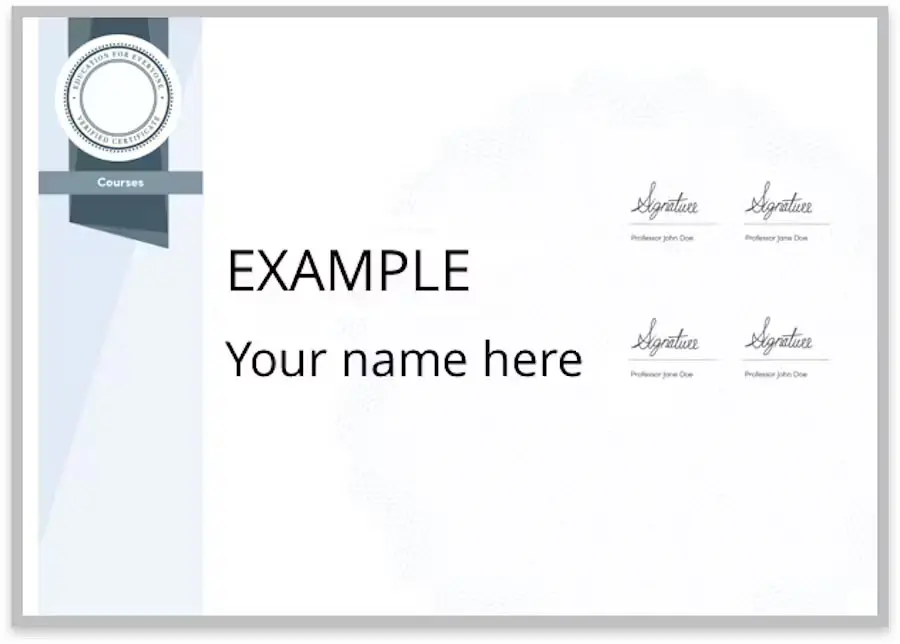 EDUCATION FOR EVERYONE
VERIFIED CERTIFICATE
Courses
Signature Signature
Professor John Doe Professor Jane Doe
EXAMPLE
Your name here
Signature Signature
Professor Jane Doe Professor John Doe